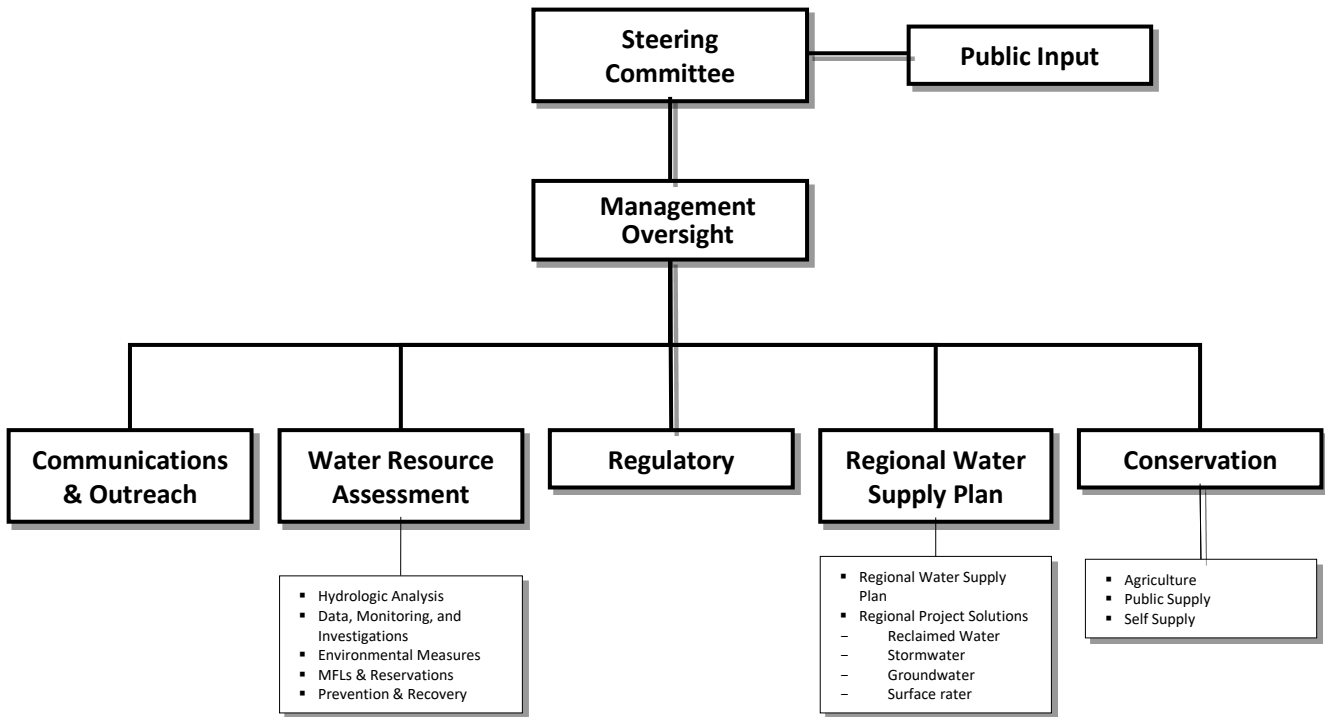 Steering
Committee
Public Input
Management
Oversight
Communications
& Outreach
Water Resource
Assessment
Regulatory
Regional Water
Supply Plan
Conservation
▪ Hydrologic Analysis
▪ Data, Monitoring, and
Investigations
▪ Environmental Measures
▪ MFLs & Reservations
▪ Prevention & Recovery
▪ Regional Water Supply
Plan
▪ Regional Project Solutions
– Reclaimed Water
– Stormwater
– Groundwater
– Surface rater
▪ Agriculture
▪ Public Supply
▪ Self Supply